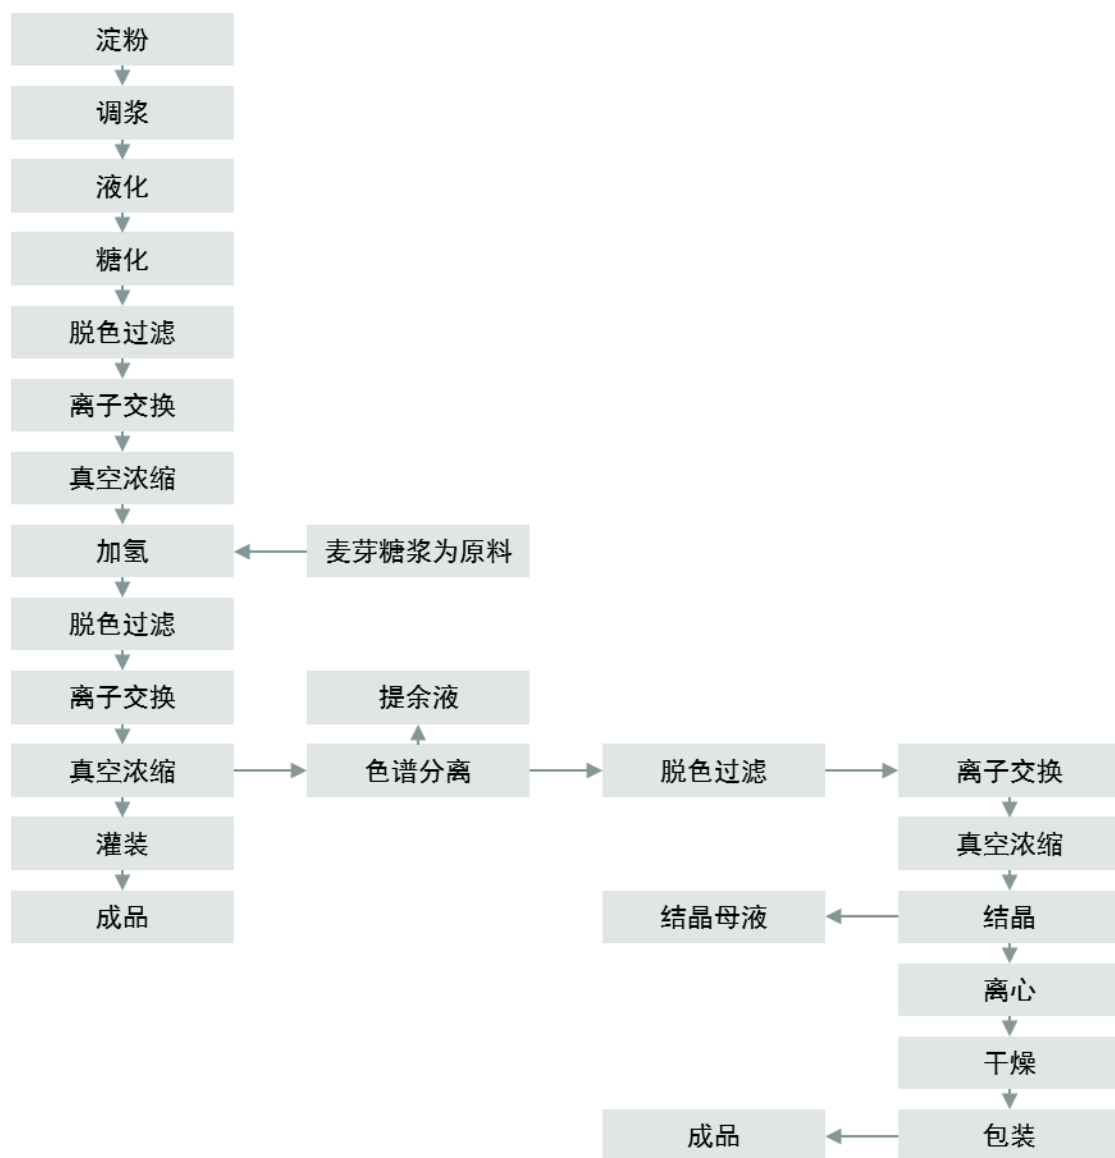 淀粉
调浆
液化
糖化
脱色过滤
离子交换
真空浓缩
加氢
麦芽糖浆为原料
脱色过滤
离子交换
提余液
真空浓缩
色谱分离
脱色过滤
离子交换
灌装
真空浓缩
成品
结晶母液
结晶
离心
干燥
成品
包装